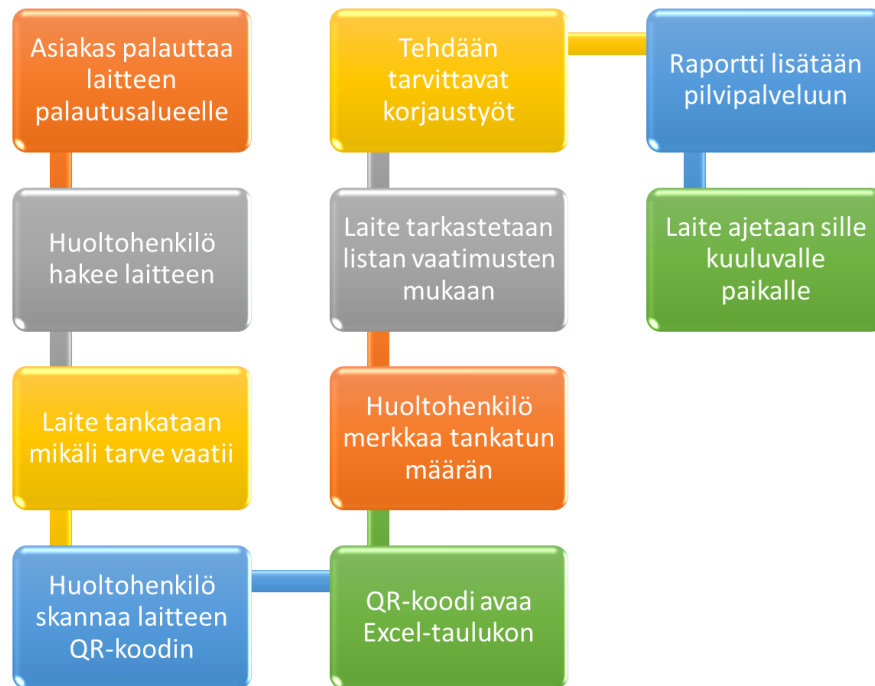 Asiakas palauttaa
laitteen
palautusalueelle
Huoltohenkilö
hakee laitteen
Laite tankataan
mikäli tarve vaatii
Huoltohenkilö
skannaa laitteen
QR-koodin
QR-koodi avaa
Excel-taulukon
Huoltohenkilö
merkkaa tankatun
määrän
Laite tarkastetaan
listan vaatimusten
mukaan
Tehdään
tarvittavat
korjaustyöt
Raportti lisätään
pilvipalveluun
Laite ajetaan sille
kuuluvalle
paikalle